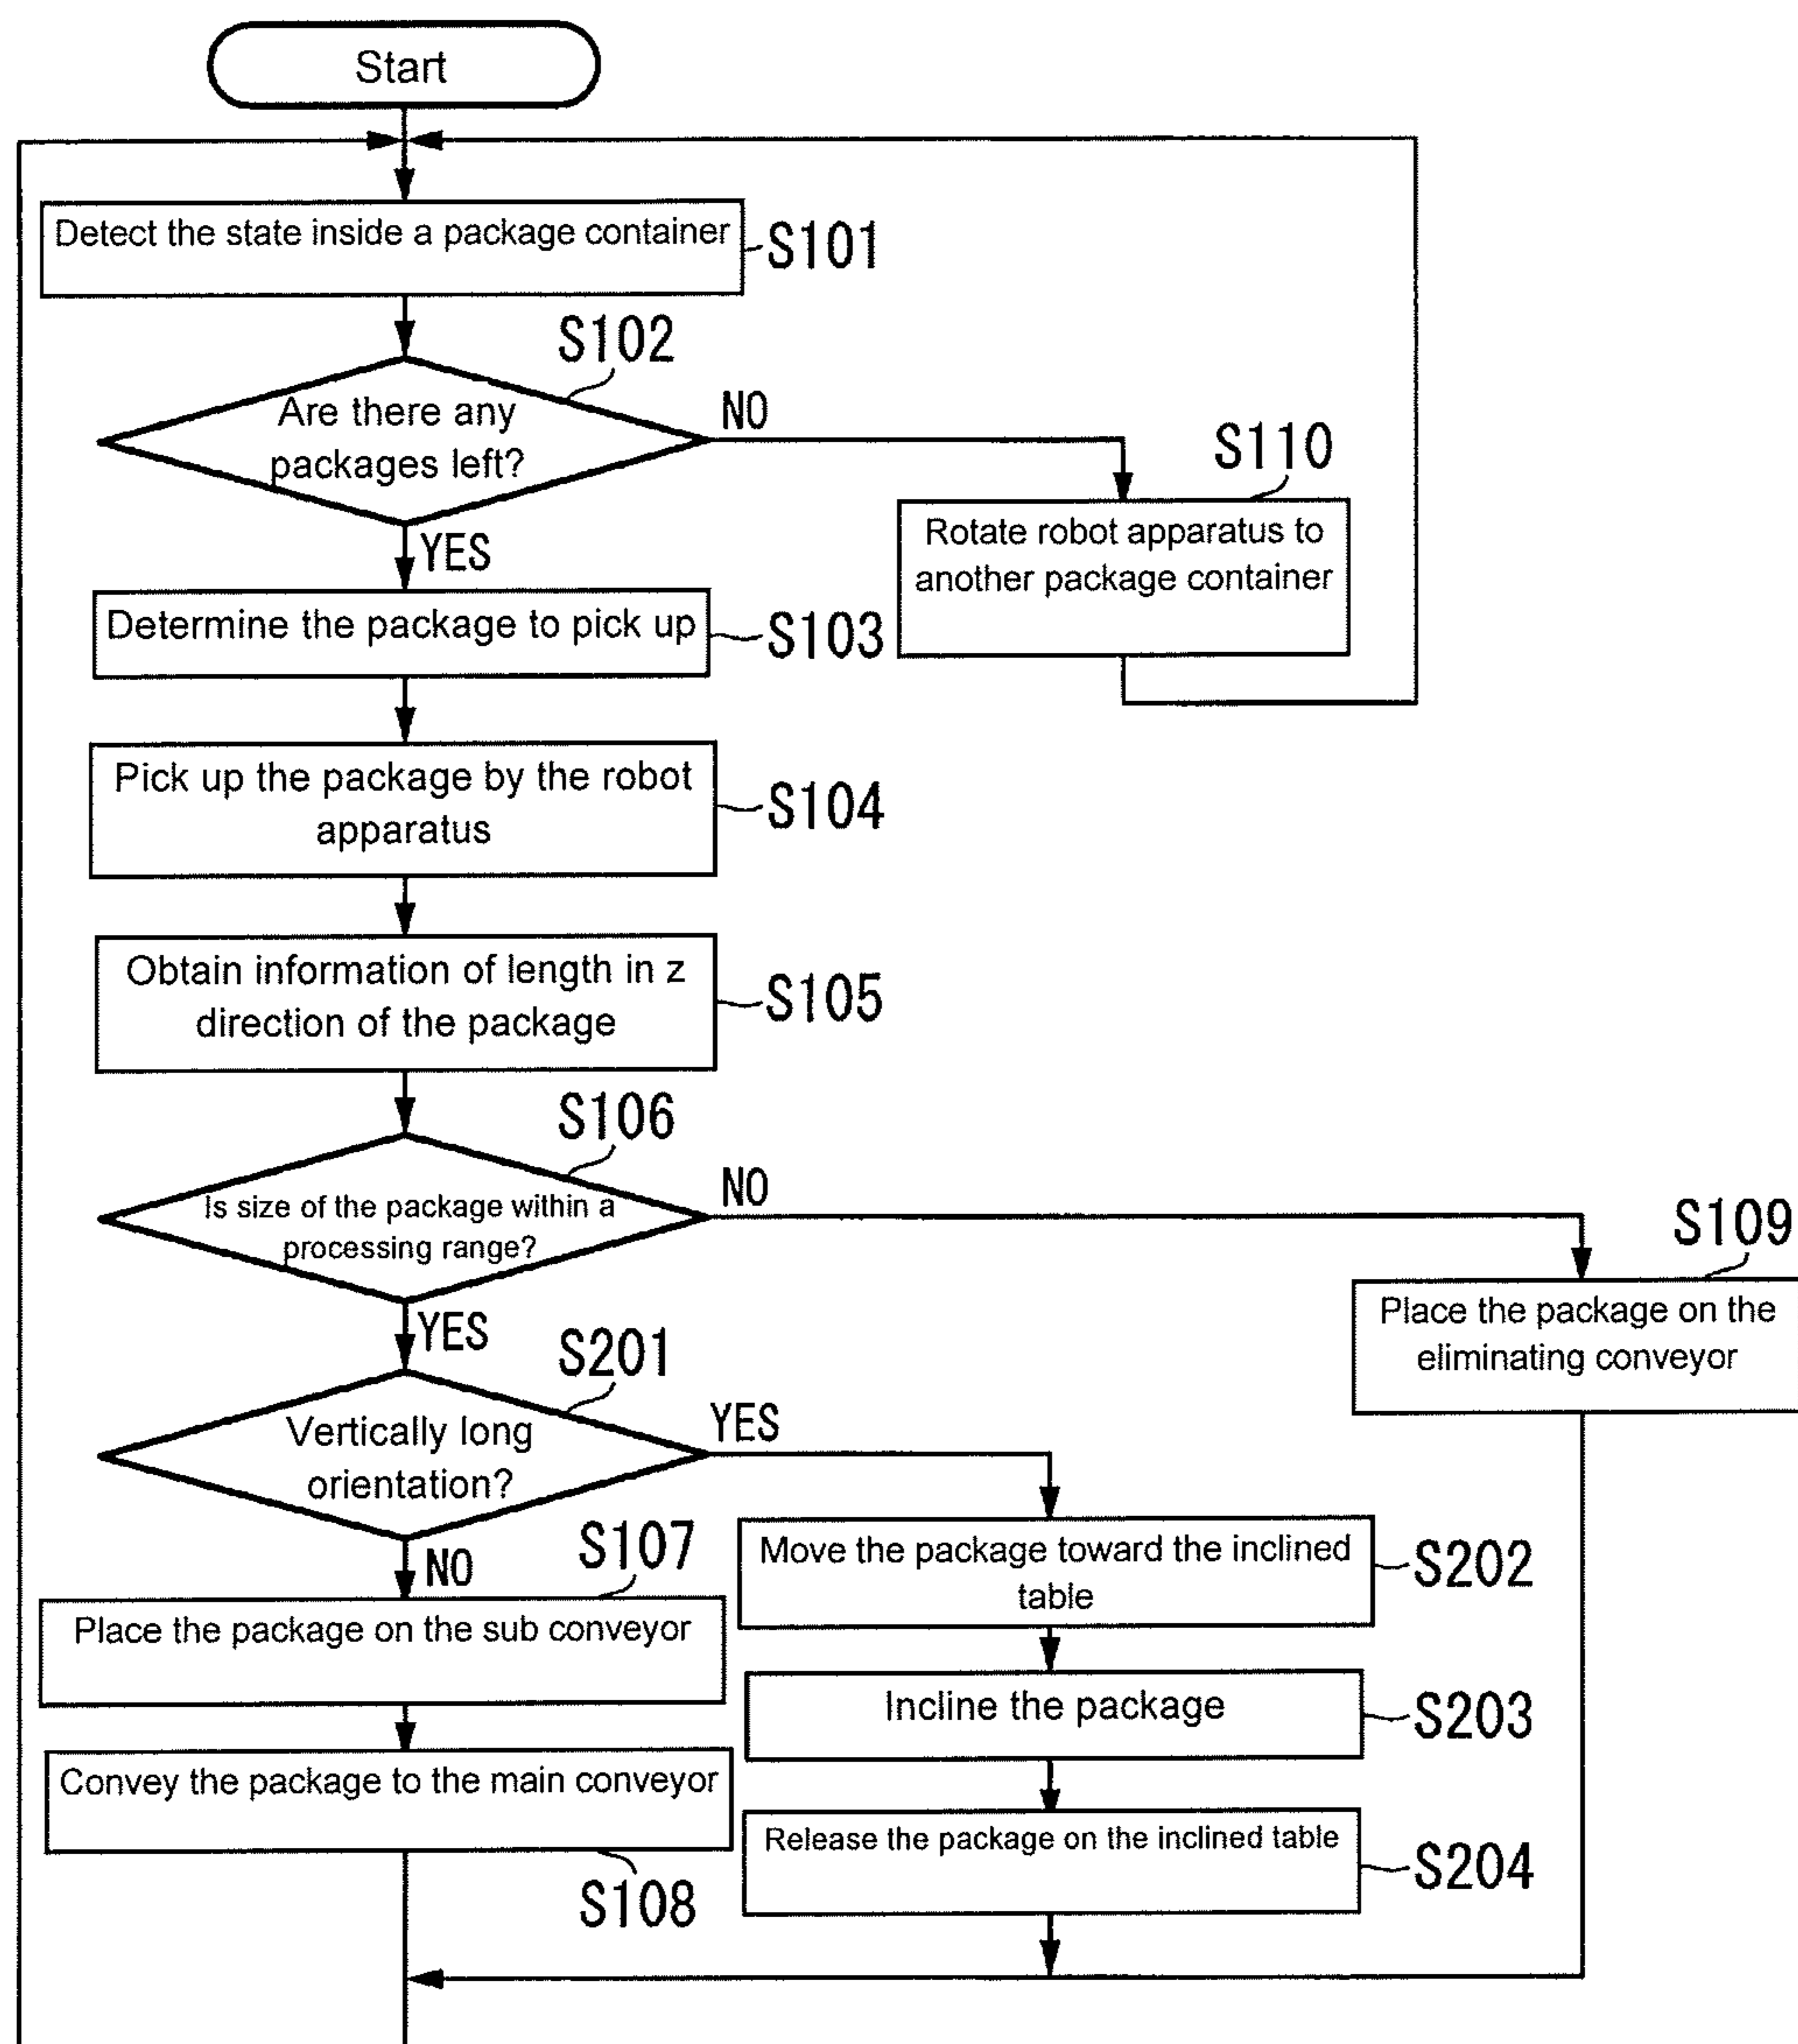 Start
Detect the state inside a package container
S101
S102
Are there any
packages left?
NO
YES
S110
Rotate robot apparatus to
another package container
Determine the package to pick up
S103
Pick up the package by the robot
apparatus
S104
Obtain information of length in z
direction of the package
S105
S106
Is size of the package within a
processing range?
NO
YES
S109
Place the package on the
eliminating conveyor
S201
Vertically long
orientation?
YES
NO
S202
Move the package toward the inclined
table
S107
Place the package on the sub conveyor
Incline the package
S203
Convey the package to the main conveyor
S108
Release the package on the inclined table
S204